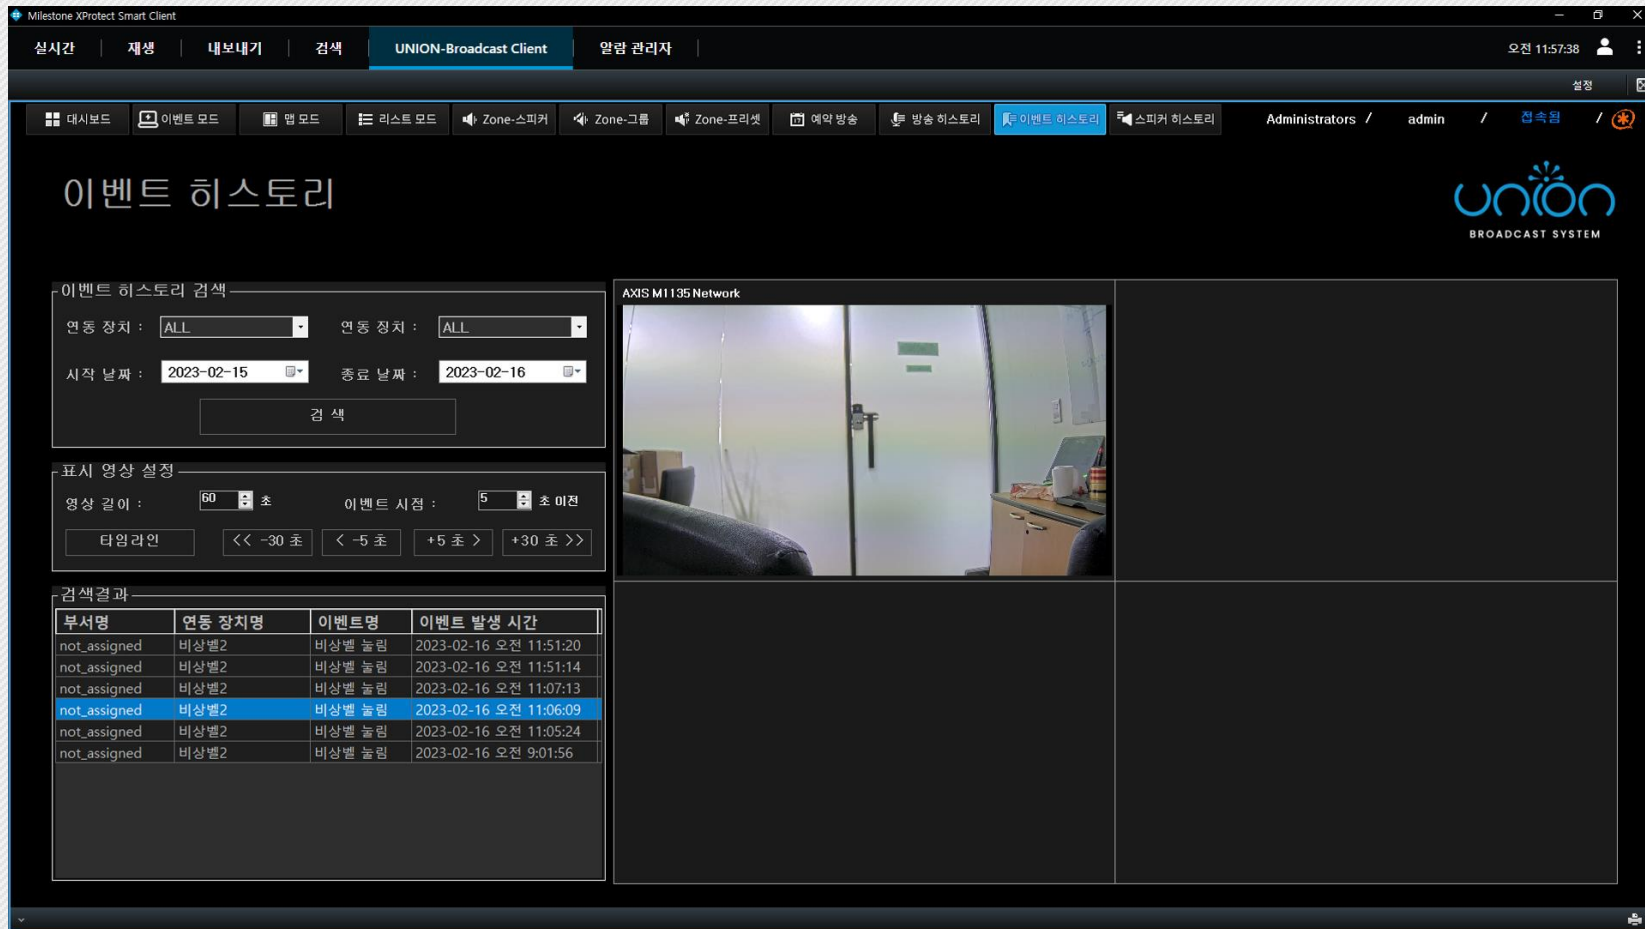 Milestone XProtect Smart Client
실시간 재생 내보내기 검색 UNION-Broadcast Client 알람 관리자 오전 11:57:38
설정
대시보드 이벤트 모드 맵 모드 리스트 모드 Zone-스피커 Zone-그룹 Zone-프리셋 예약 방송 방송 히스토리 이벤트 히스토리 스피커 히스토리 Administrators / admin / 접속됨 /
이벤트 히스토리
union
BROADCAST SYSTEM
이벤트 히스토리 검색
연동 장치 : ALL 연동 장치 : ALL
시작 날짜 : 2023-02-15 종료 날짜 : 2023-02-16
검 색
표시 영상 설정
영상 길이 : 60 초 이벤트 시점 : 5 초 이전
타임라인 << -30 초 < -5 초 +5 초 > +30 초 >>
검색결과
부서명 연동 장치명 이벤트명 이벤트 발생 시간
not_assigned 비상벨2 비상벨 눌림 2023-02-16 오전 11:51:20
not_assigned 비상벨2 비상벨 눌림 2023-02-16 오전 11:51:14
not_assigned 비상벨2 비상벨 눌림 2023-02-16 오전 11:07:13
not_assigned 비상벨2 비상벨 눌림 2023-02-16 오전 11:06:09
not_assigned 비상벨2 비상벨 눌림 2023-02-16 오전 11:05:24
not_assigned 비상벨2 비상벨 눌림 2023-02-16 오전 9:01:56
AXIS M1135 Network